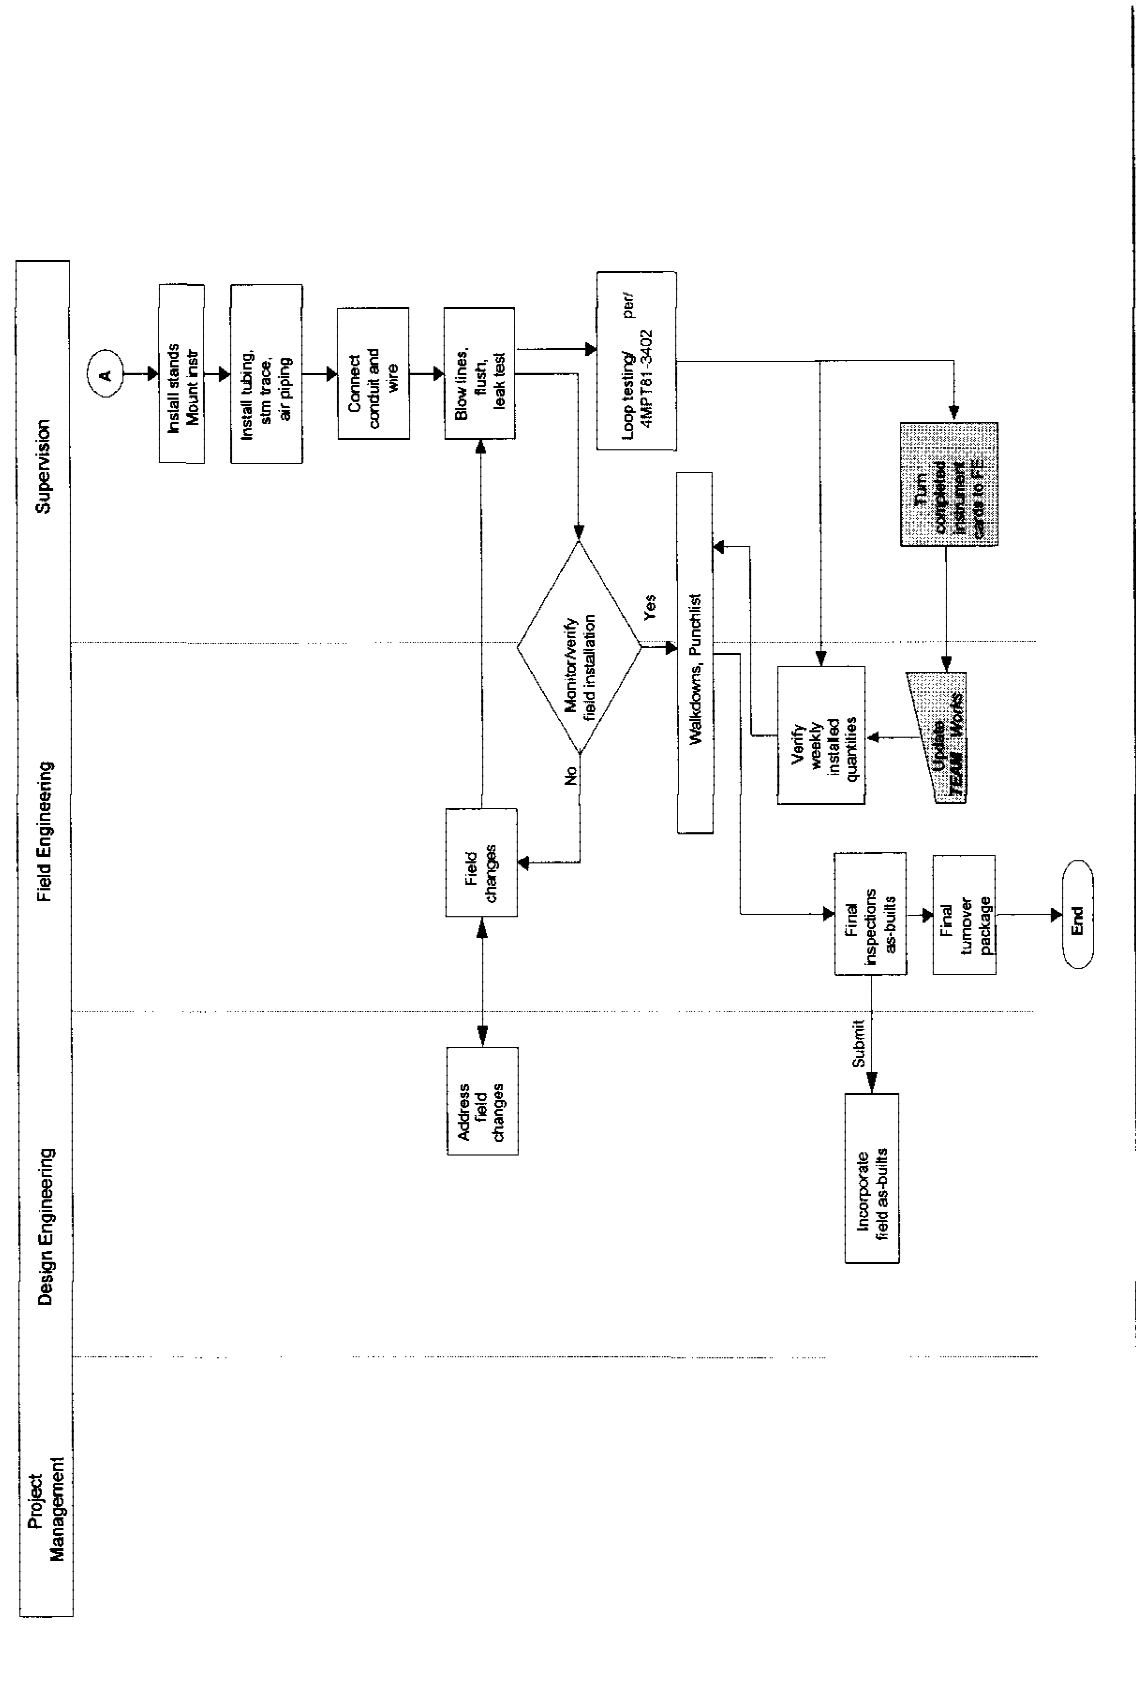 Project
Management
Design Engineering
Field Engineering
Supervision
A
Install stands
Mount instr
Install tubing,
stm trace,
air piping
Connect
conduit and
wire
Blow lines,
flush,
leak test
Loop testing/ per/
4MPT81-3402
Monitor/verify
field installation
Yes
No
Field
changes
Address
field
changes
Walkdowns, Punchlist
Verify
weekly
installed
quantities
Turn
completed
instrument
cards to FE
Update
TEAM Works
Final
inspections
as-builts
Submit
Incorporate
field as-builts
Final
turnover
package
End